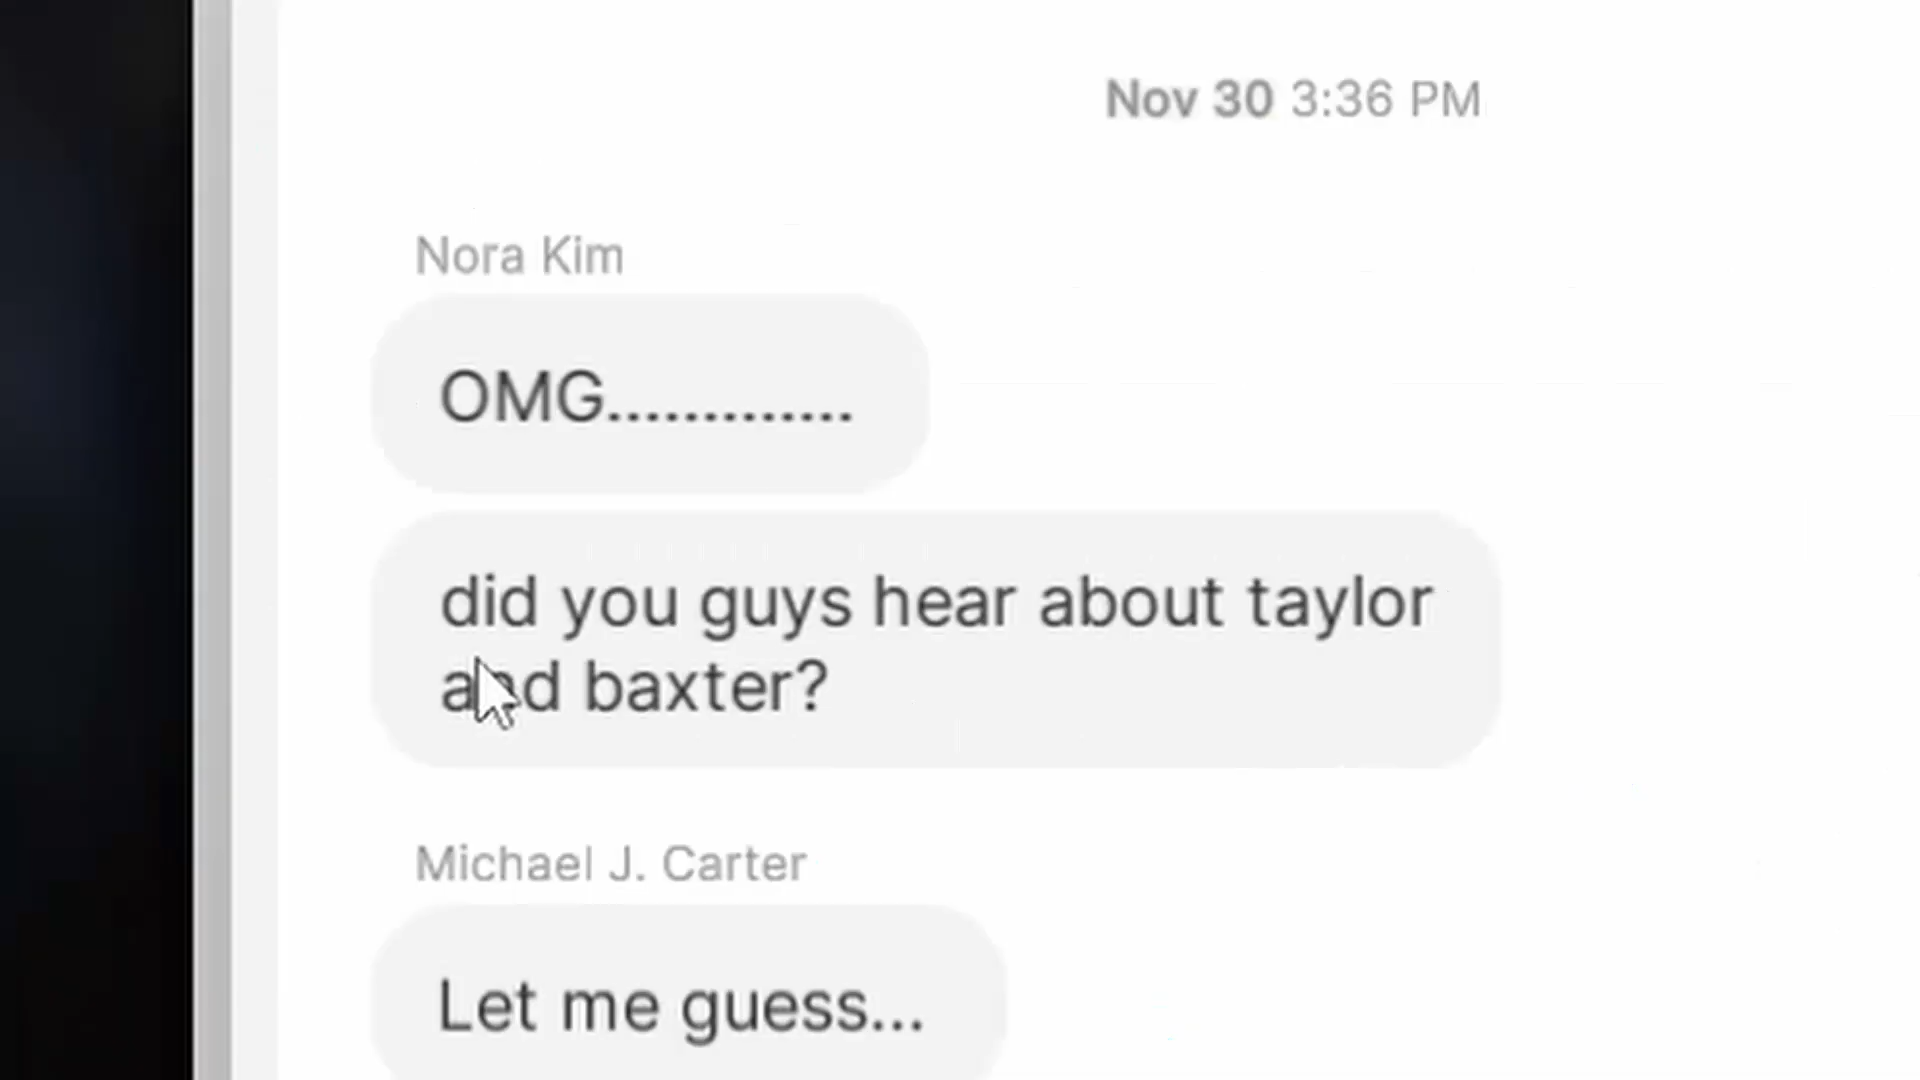 Nov 30 3:36 PM
Nora Kim
OMG.............
did you guys hear about taylor
and baxter?
Michael J. Carter
Let me guess...